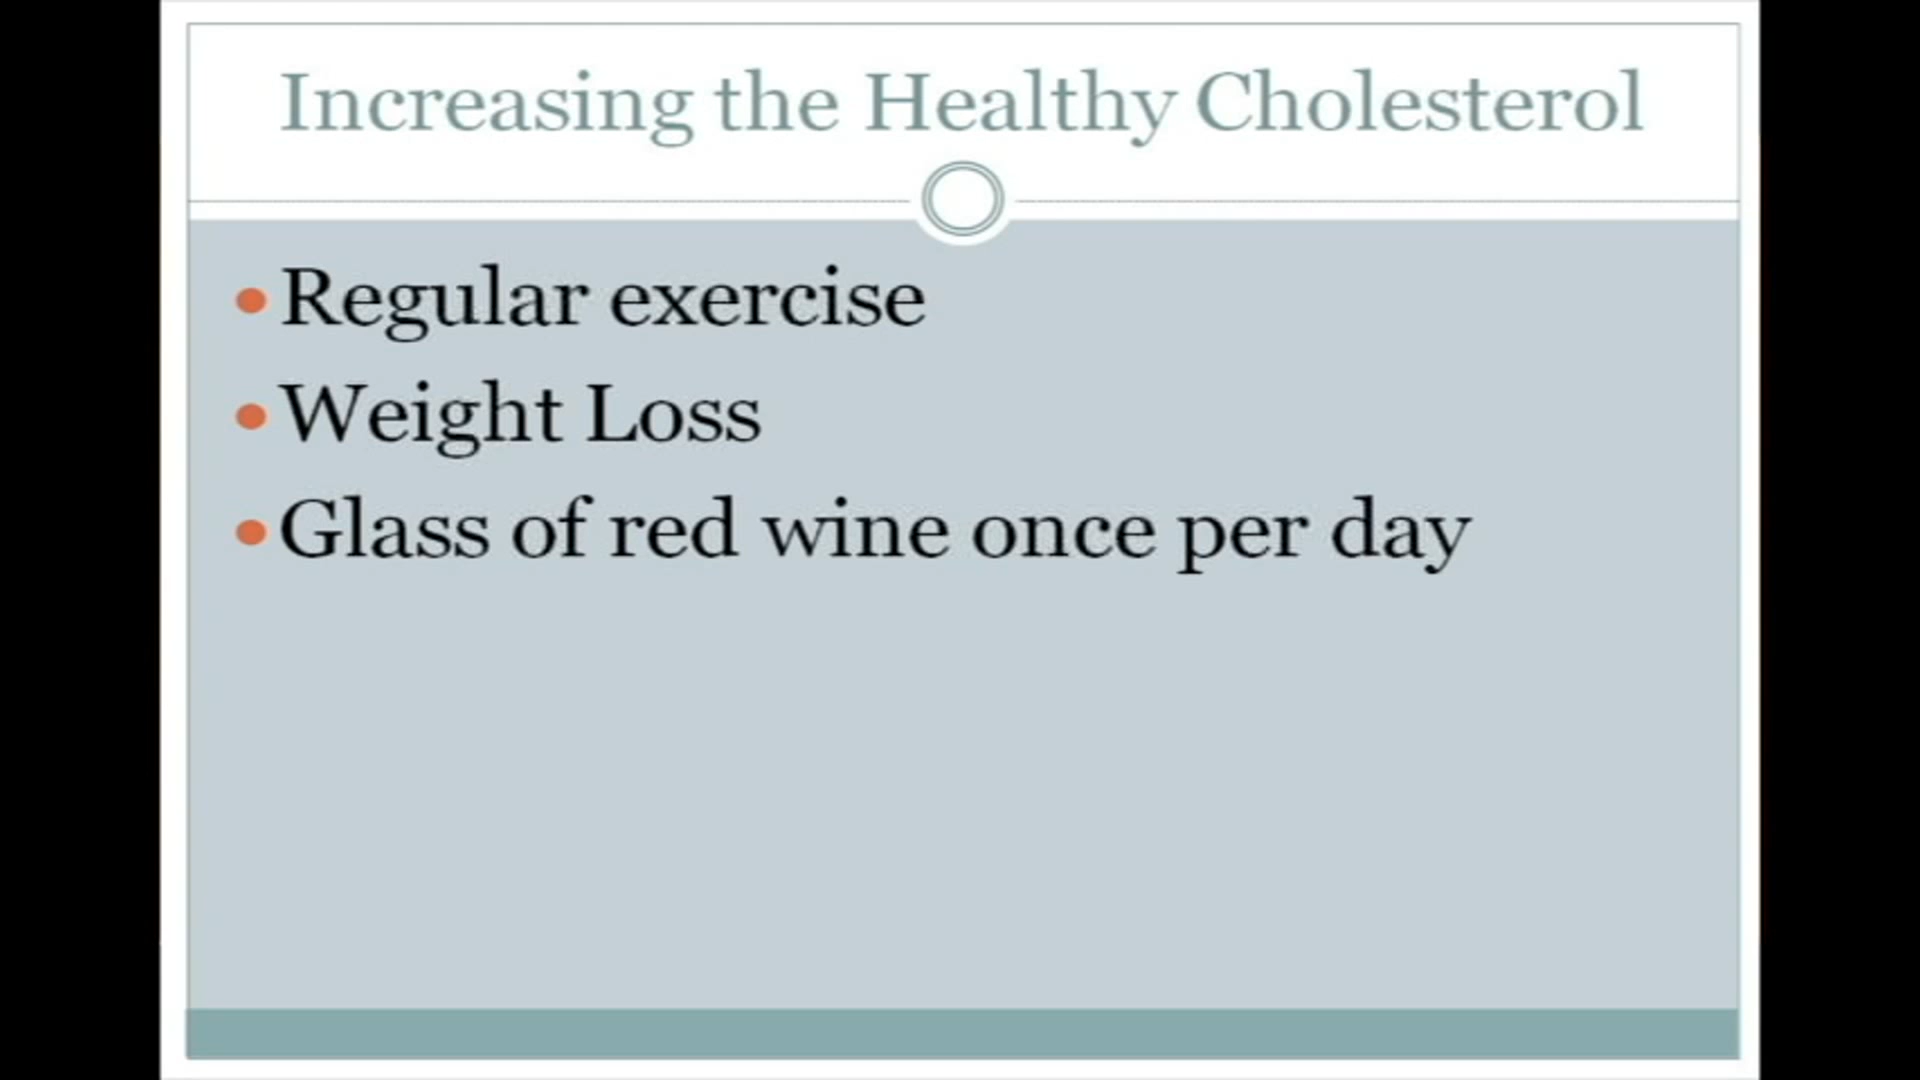 Increasing the Healthy Cholesterol
Regular exercise
Weight Loss
Glass of red wine once per day